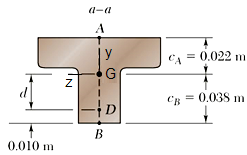 a–a
A
y
c_A = 0.022 m
z
G
d
c_B = 0.038 m
D
B
0.010 m